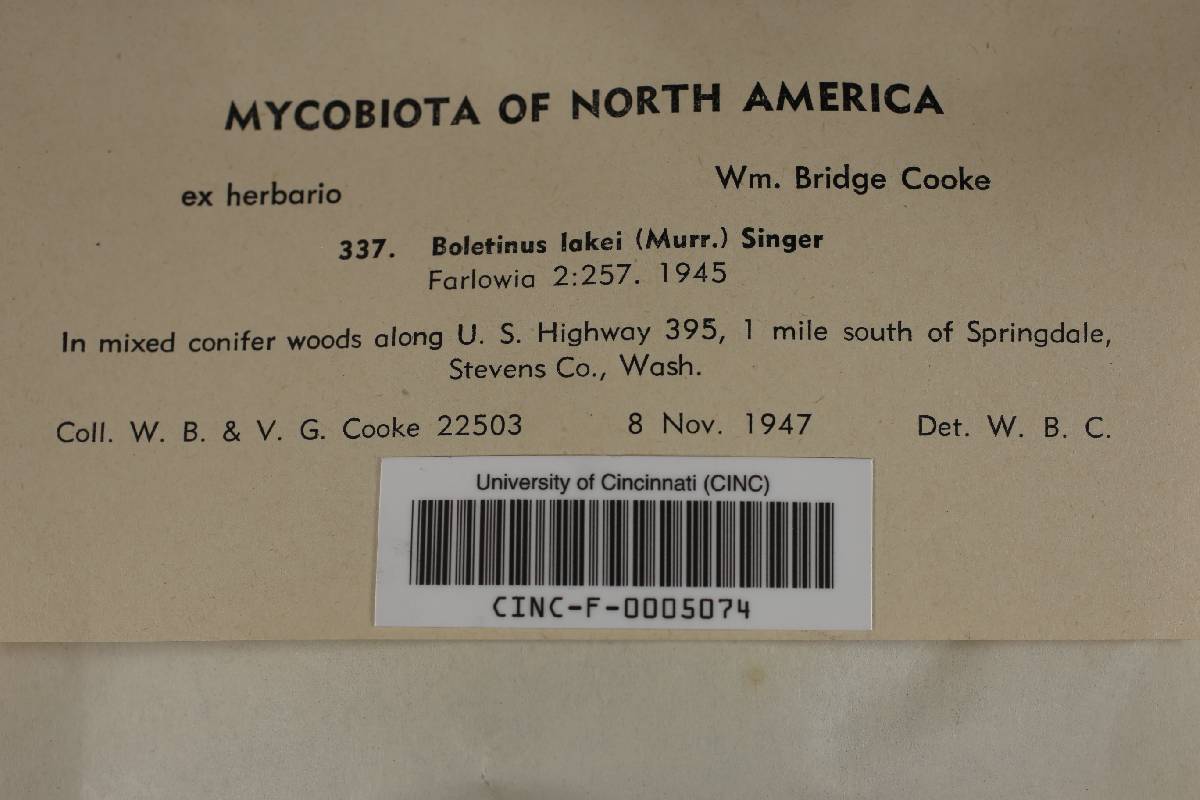 MYCOBIOTA OF NORTH AMERICA
ex herbario Wm. Bridge Cooke
337. Boletinus lakei (Murr.) Singer
Farlowia 2:257. 1945
In mixed conifer woods along U. S. Highway 395, 1 mile south of Springdale,
Stevens Co., Wash.
Coll. W. B. & V. G. Cooke 22503 8 Nov. 1947 Det. W. B. C.
University of Cincinnati (CINC)
CINC-F-0005074